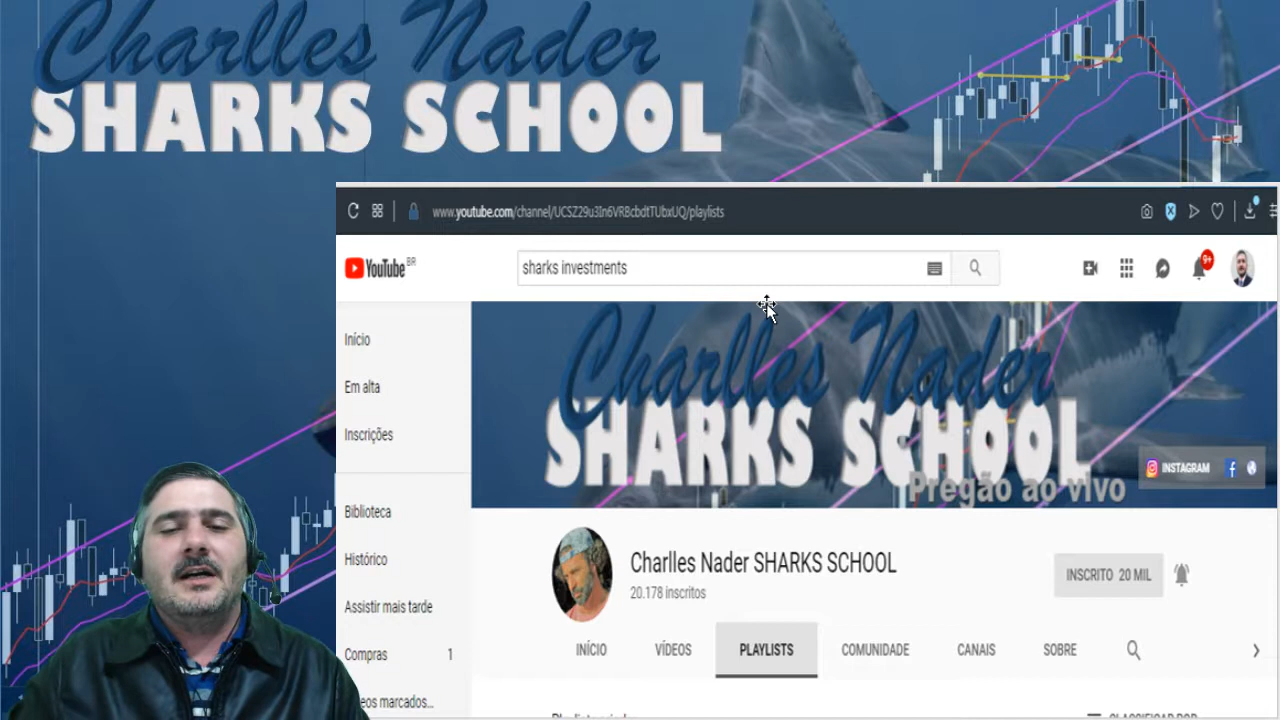 Charlles Nader
SHARKS SCHOOL
www.youtube.com/channel/UCSZ29u3In6VR8cbdtTUbxUQ/playlists
YouTube BR
sharks investments
9+
Início
Em alta
Inscrições
Biblioteca
Histórico
Assistir mais tarde
Compras 1
Charlles Nader
SHARKS SCHOOL
Pregão ao vivo
INSTAGRAM
Charlles Nader SHARKS SCHOOL
20.178 inscritos
INSCRITO 20 MIL
INÍCIO VÍDEOS PLAYLISTS COMUNIDADE CANAIS SOBRE